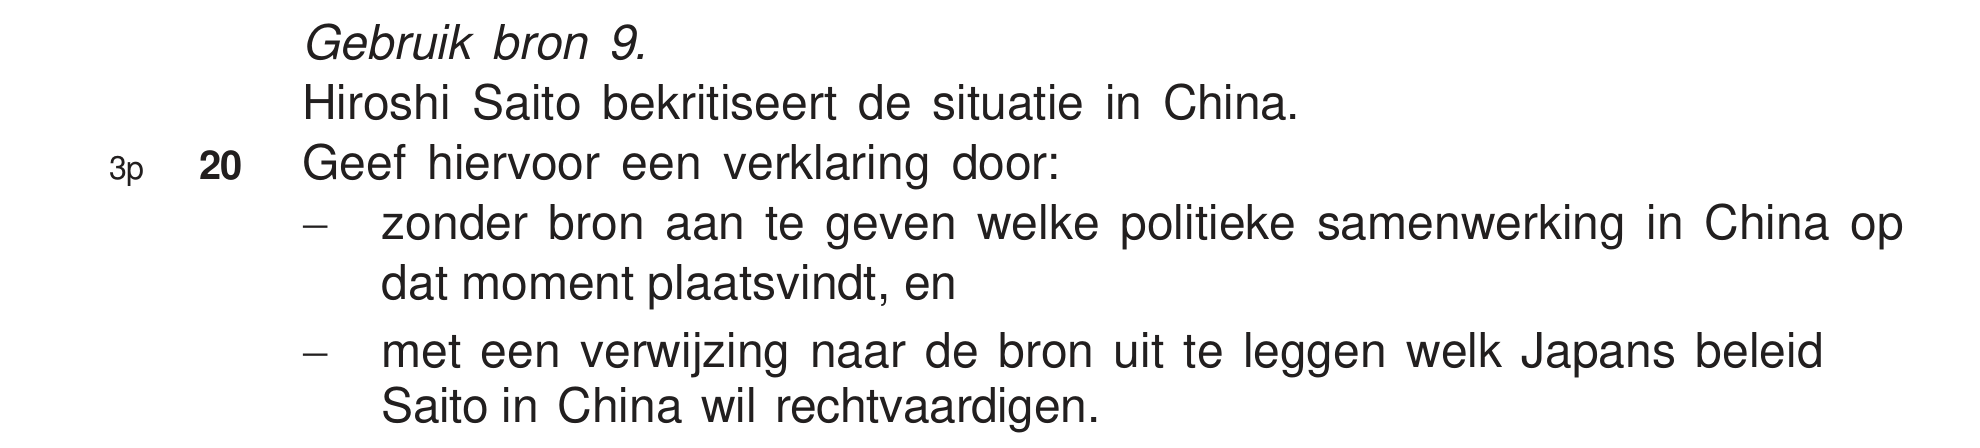 Gebruik bron 9.
Hiroshi Saito bekritiseert de situatie in China.
3p 20 Geef hiervoor een verklaring door:
– zonder bron aan te geven welke politieke samenwerking in China op
dat moment plaatsvindt, en
– met een verwijzing naar de bron uit te leggen welk Japans beleid
Saito in China wil rechtvaardigen.